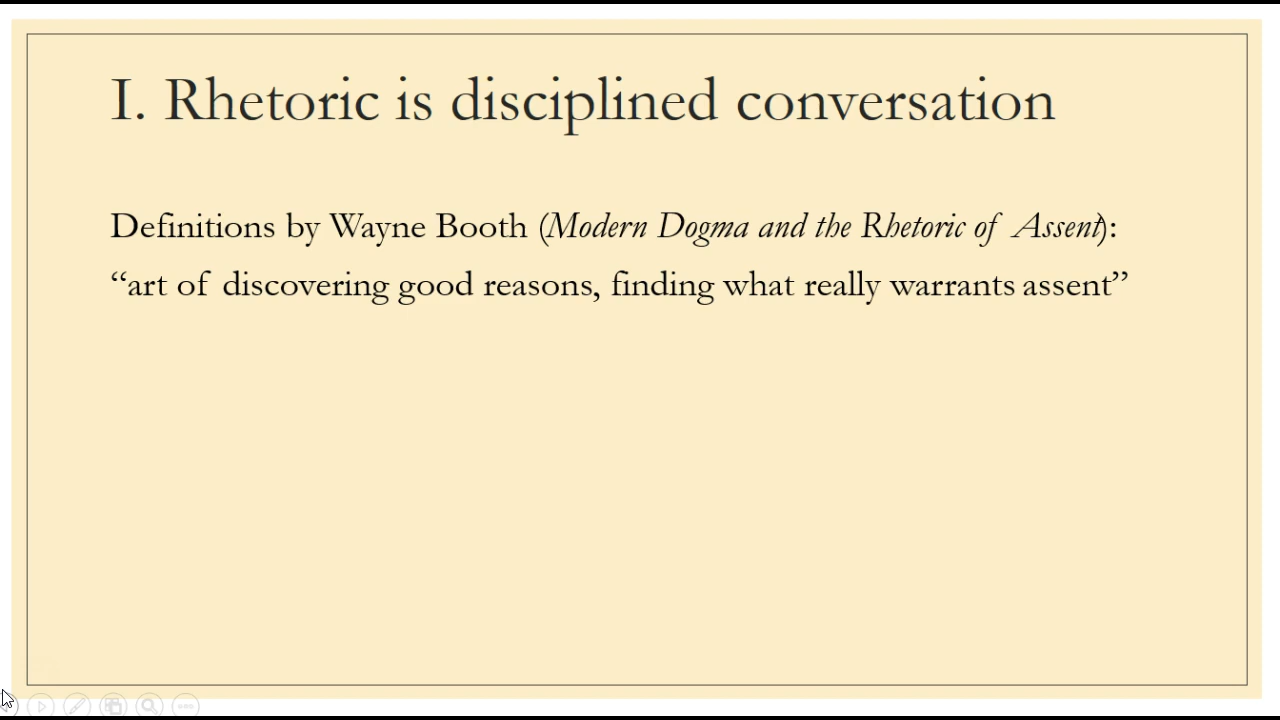 I. Rhetoric is disciplined conversation
Definitions by Wayne Booth (Modern Dogma and the Rhetoric of Assent):
“art of discovering good reasons, finding what really warrants assent”